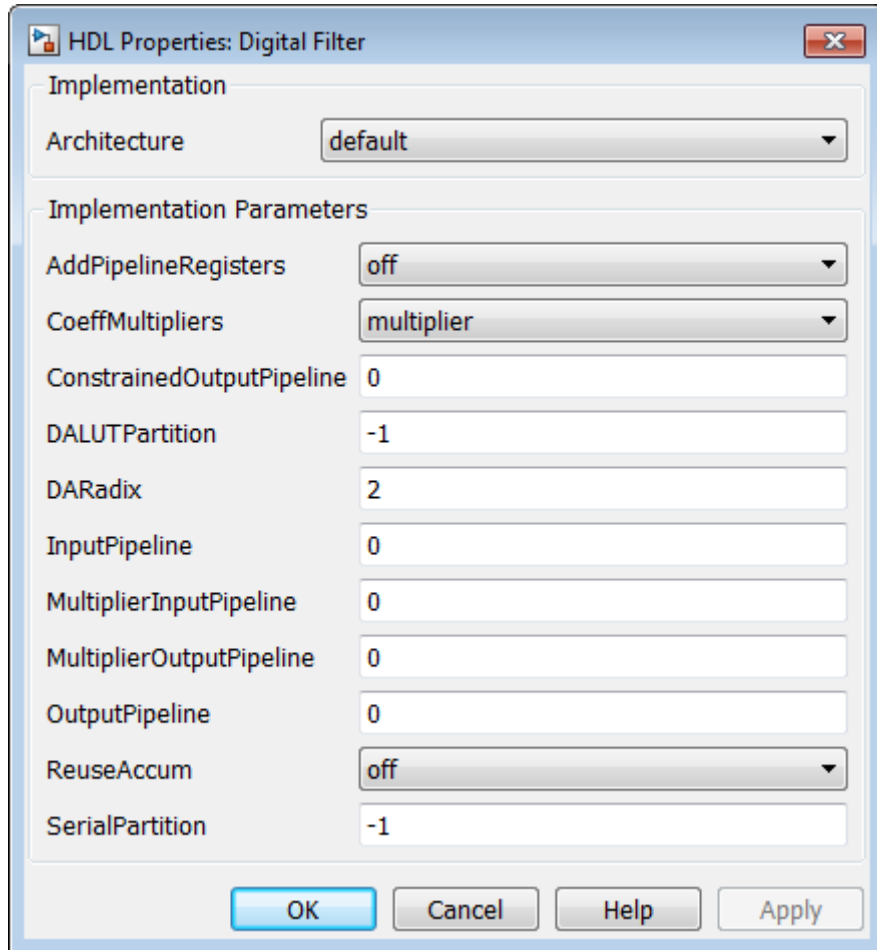 HDL Properties: Digital Filter
Implementation
Architecture default
Implementation Parameters
AddPipelineRegisters off
CoeffMultipliers multiplier
ConstrainedOutputPipeline 0
DALUTPartition -1
DARadix 2
InputPipeline 0
MultiplierInputPipeline 0
MultiplierOutputPipeline 0
OutputPipeline 0
ReuseAccum off
SerialPartition -1
OK Cancel Help Apply